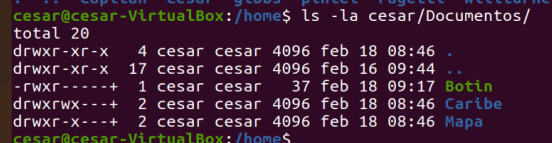 cesar@cesar-VirtualBox:/home$ ls -la cesar/Documentos/
total 20
drwxr-xr-x   4 cesar cesar 4096 feb 18 08:46 .
drwxr-xr-x  17 cesar cesar 4096 feb 16 09:44 ..
-rwxr-----+  1 cesar cesar   37 feb 18 09:17 Botin
drwxrwx---+  2 cesar cesar 4096 feb 18 08:46 Caribe
drwxr-x---+  2 cesar cesar 4096 feb 18 08:46 Mapa
cesar@cesar-VirtualBox:/home$